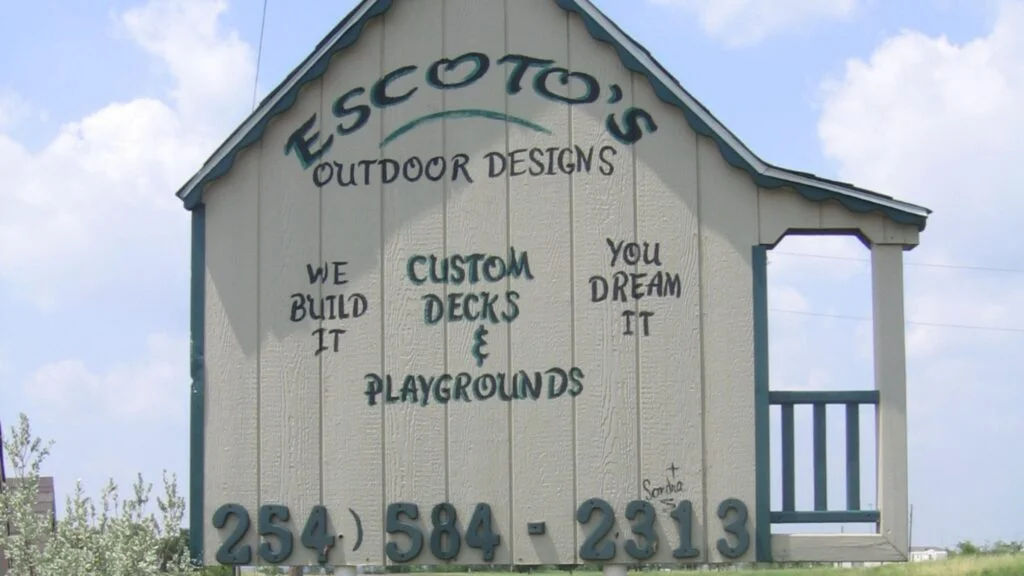 ESCOTO'S
OUTDOOR DESIGNS
WE
BUILD
IT
CUSTOM
DECKS
&
PLAYGROUNDS
YOU
DREAM
IT
Sondra
254.) 584 - 2313